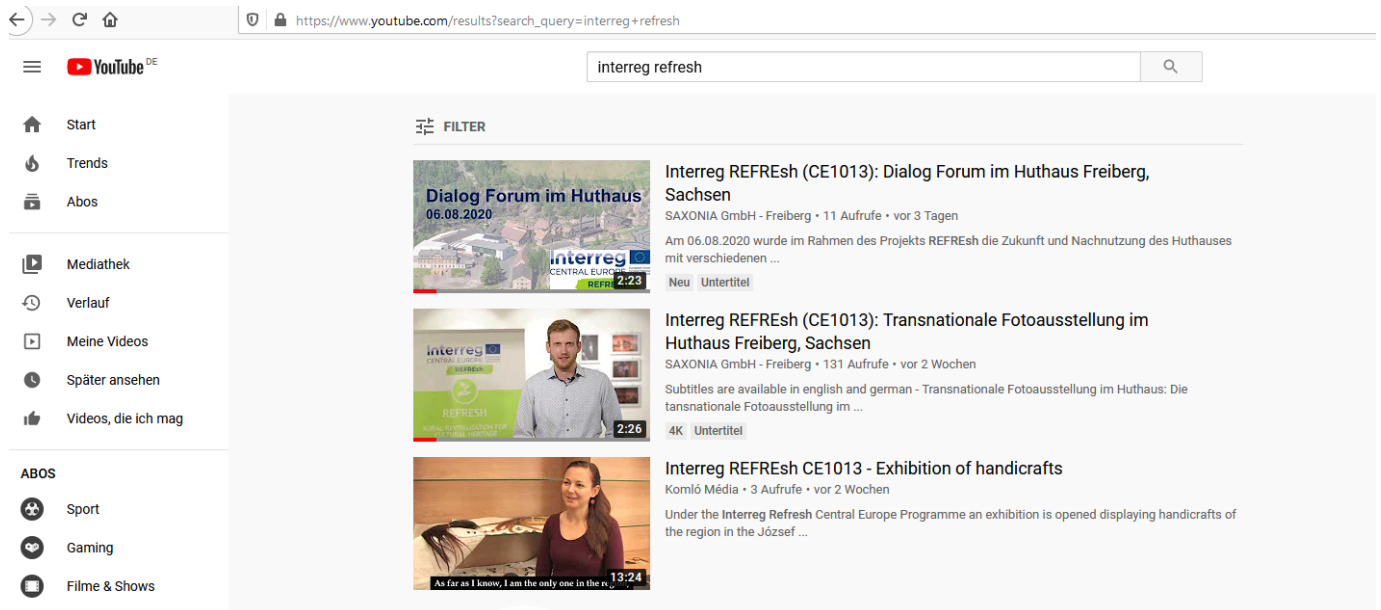 https://www.youtube.com/results?search_query=interreg+refresh
YouTube DE
interreg refresh
Start
Trends
Abos
Mediathek
Verlauf
Meine Videos
Später ansehen
Videos, die ich mag
ABOS
Sport
Gaming
Filme & Shows
FILTER
Dialog Forum im Huthaus
06.08.2020
Interreg
CENTRAL EUROPE
REFRE
2:23
Interreg REFREsh (CE1013): Dialog Forum im Huthaus Freiberg,
Sachsen
SAXONIA GmbH - Freiberg • 11 Aufrufe • vor 3 Tagen
Am 06.08.2020 wurde im Rahmen des Projekts REFREsh die Zukunft und Nachnutzung des Huthauses
mit verschiedenen ...
Neu Untertitel
Interreg
CENTRAL EUROPE
REFREsh
REFRESH
RURAL REVITALISATION FOR
CULTURAL HERITAGE
2:26
Interreg REFREsh (CE1013): Transnationale Fotoausstellung im
Huthaus Freiberg, Sachsen
SAXONIA GmbH - Freiberg • 131 Aufrufe • vor 2 Wochen
Subtitles are available in english and german - Transnationale Fotoausstellung im Huthaus: Die
tansnationale Fotoausstellung im ...
4K Untertitel
As far as I know, I am the only one in the
13:24
Interreg REFREsh CE1013 - Exhibition of handicrafts
Komló Média • 3 Aufrufe • vor 2 Wochen
Under the Interreg Refresh Central Europe Programme an exhibition is opened displaying handicrafts of
the region in the József ...